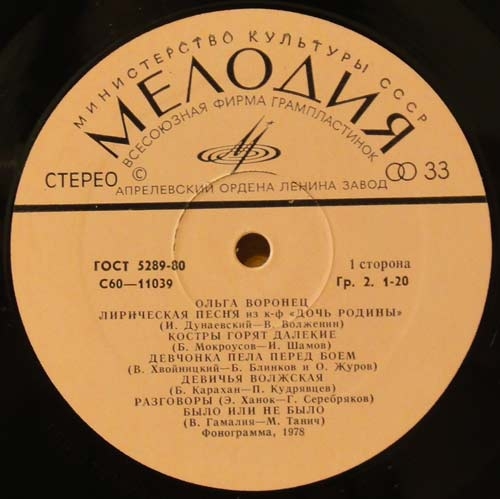 МИНИСТЕРСТВО КУЛЬТУРЫ СССР
МЕЛОДИЯ
ВСЕСОЮЗНАЯ ФИРМА ГРАМПЛАСТИНОК
СТЕРЕО © 33
АПРЕЛЕВСКИЙ ОРДЕНА ЛЕНИНА ЗАВОД
ГОСТ 5289-80 1 сторона
С60—11039 Гр. 2. 1-20
ОЛЬГА ВОРОНЕЦ
ЛИРИЧЕСКАЯ ПЕСНЯ из к-ф «ДОЧЬ РОДИНЫ»
(И. Дунаевский—В. Волженин)
КОСТРЫ ГОРЯТ ДАЛЕКИЕ
(Б. Мокроусов—И. Шамов)
ДЕВЧОНКА ПЕЛА ПЕРЕД БОЕМ
(В. Хвойницкий—Б. Блинков и О. Журов)
ДЕВИЧЬЯ ВОЛЖСКАЯ
(Б. Карахан—П. Кудрявцев)
РАЗГОВОРЫ (Э. Ханок—Г. Серебряков)
БЫЛО ИЛИ НЕ БЫЛО
(В. Гамалия—М. Танич)
Фонограмма, 1978